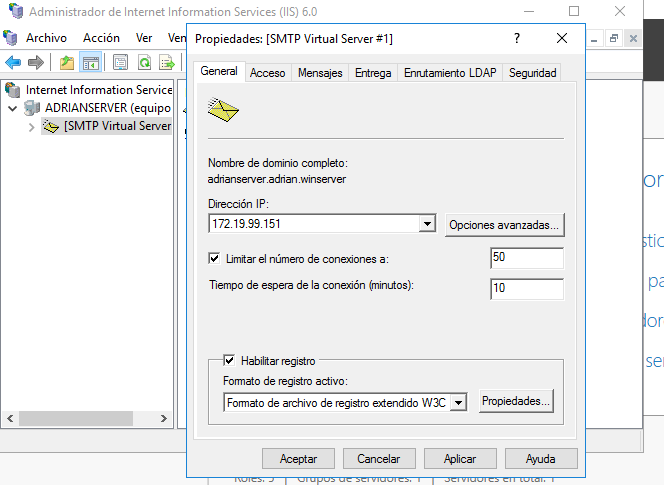 Administrador de Internet Information Services (IIS) 6.0
Archivo Acción Ver
Internet Information Service
ADRIANSERVER (equipo
[SMTP Virtual Server
Propiedades: [SMTP Virtual Server #1]
General Acceso Mensajes Entrega Enrutamiento LDAP Seguridad
Nombre de dominio completo:
adrianserver.adrian.winserver
Dirección IP:
172.19.99.151
Opciones avanzadas...
Limitar el número de conexiones a: 50
Tiempo de espera de la conexión (minutos): 10
Habilitar registro
Formato de registro activo:
Formato de archivo de registro extendido W3C
Propiedades...
Aceptar Cancelar Aplicar Ayuda
Grupos de servidores: 1 Servidores en total: 1